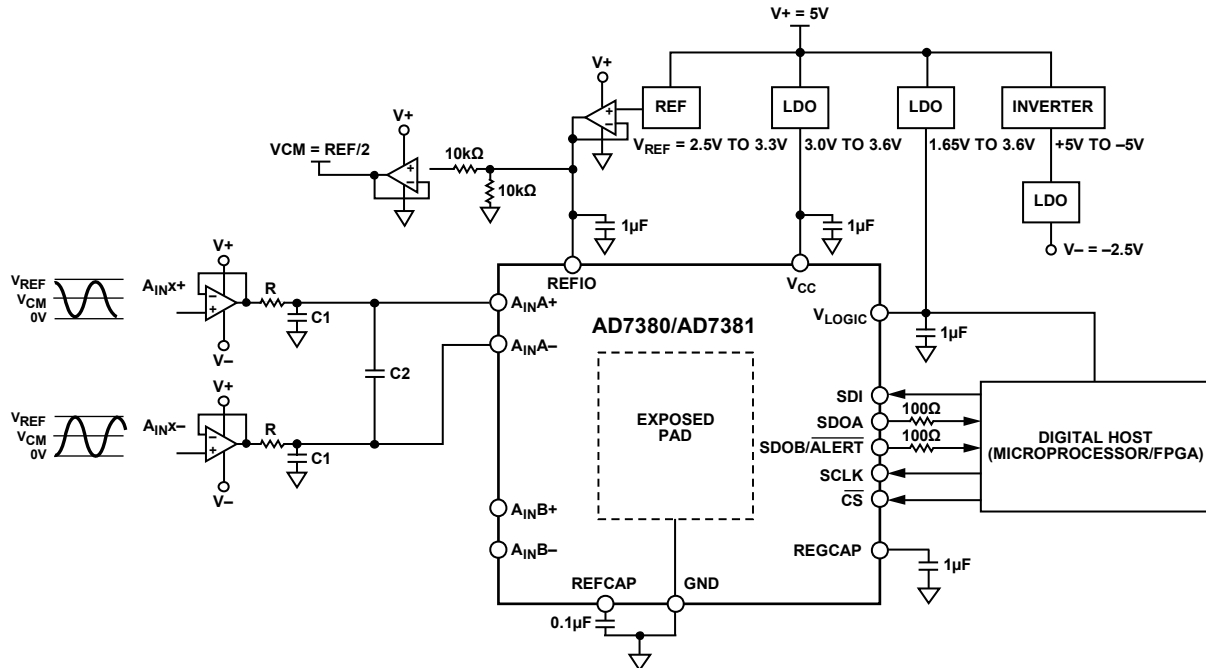 V+ = 5V
V+
REF
LDO
LDO
INVERTER
V+
VCM = REF/2
10kΩ
10kΩ
VREF = 2.5V TO 3.3V
3.0V TO 3.6V
1.65V TO 3.6V
+5V TO –5V
LDO
1µF
1µF
V– = –2.5V
REFIO
VCC
VREF
VCM
0V
AINx+
V+
V–
R
C1
AINA+
AD7380/AD7381
VLOGIC
1µF
AINA–
C2
EXPOSED
PAD
SDI
SDOA
100Ω
SDOB/ALERT
100Ω
SCLK
CS
DIGITAL HOST
(MICROPROCESSOR/FPGA)
VREF
VCM
0V
AINx–
V+
V–
R
C1
AINB+
AINB–
REGCAP
1µF
REFCAP
GND
0.1µF